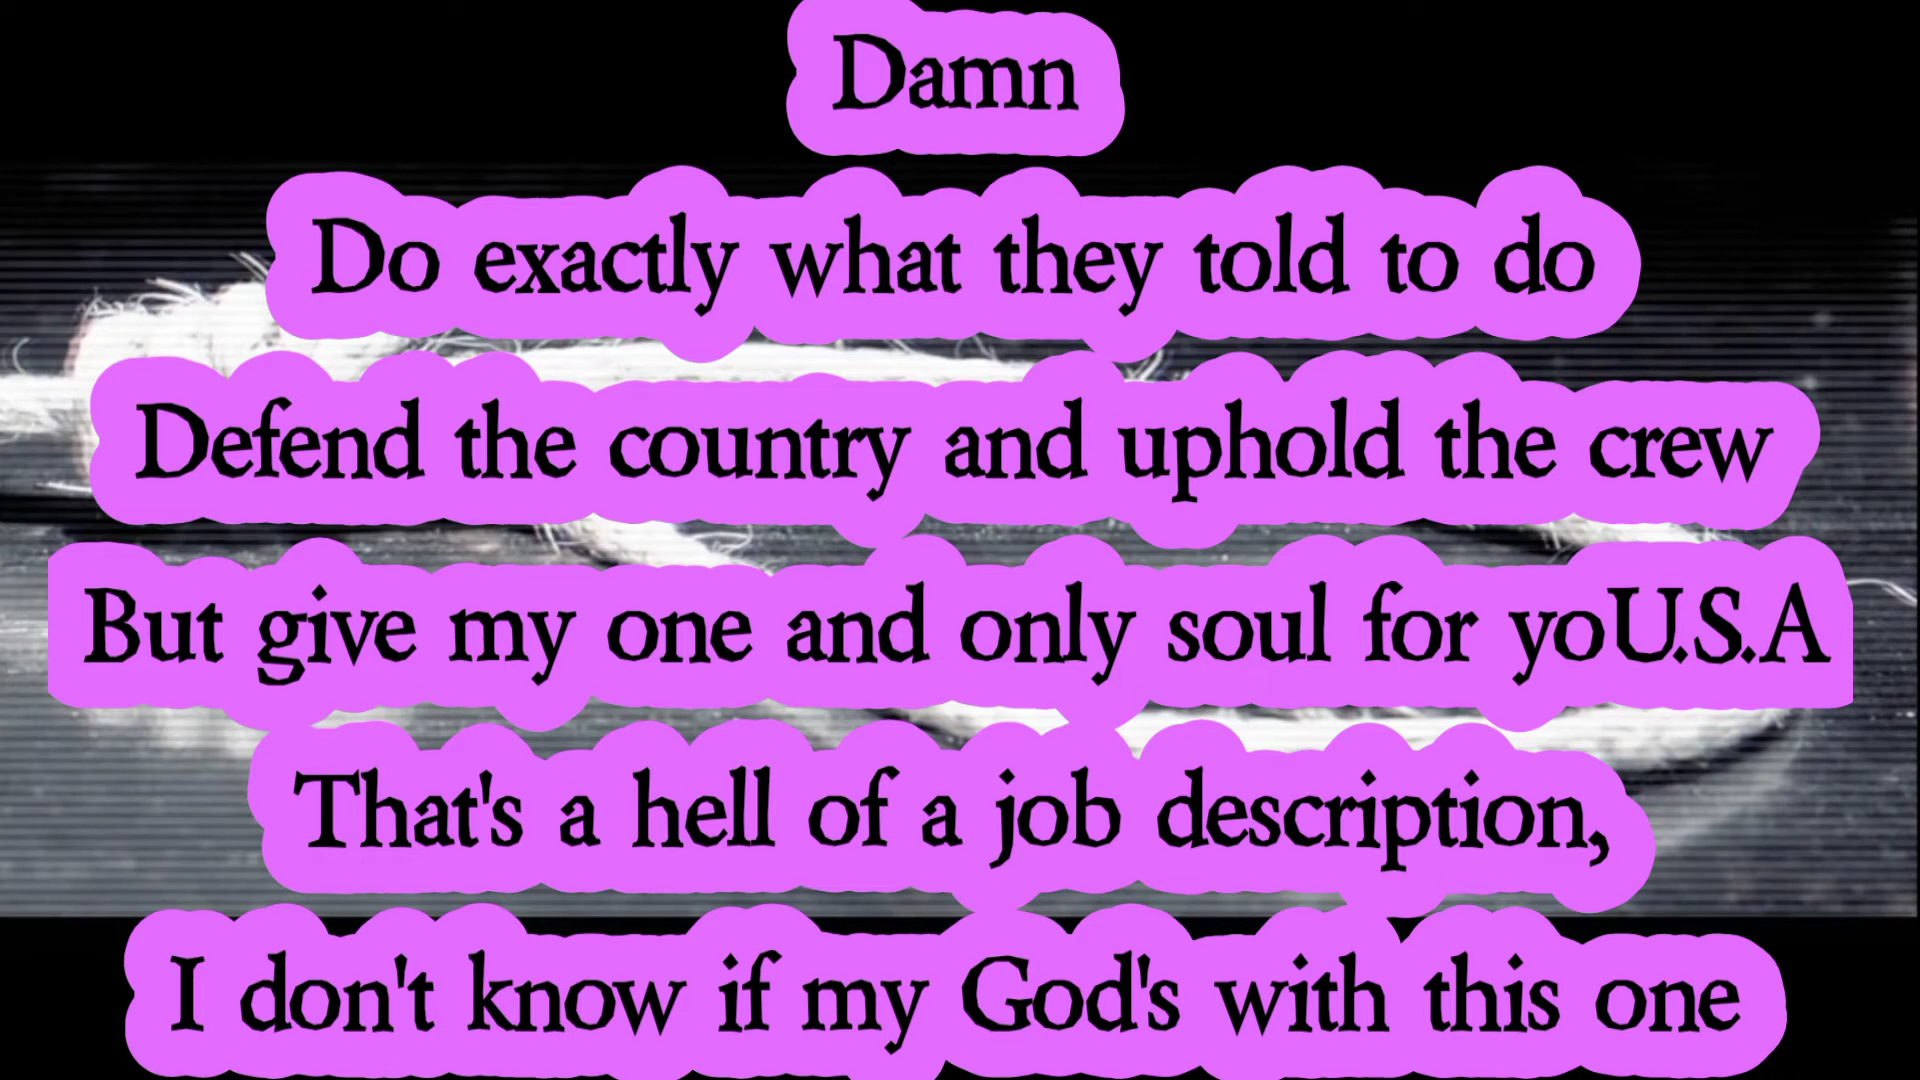 Damn
Do exactly what they told to do
Defend the country and uphold the crew
But give my one and only soul for yoU.S.A
That's a hell of a job description,
I don't know if my God's with this one